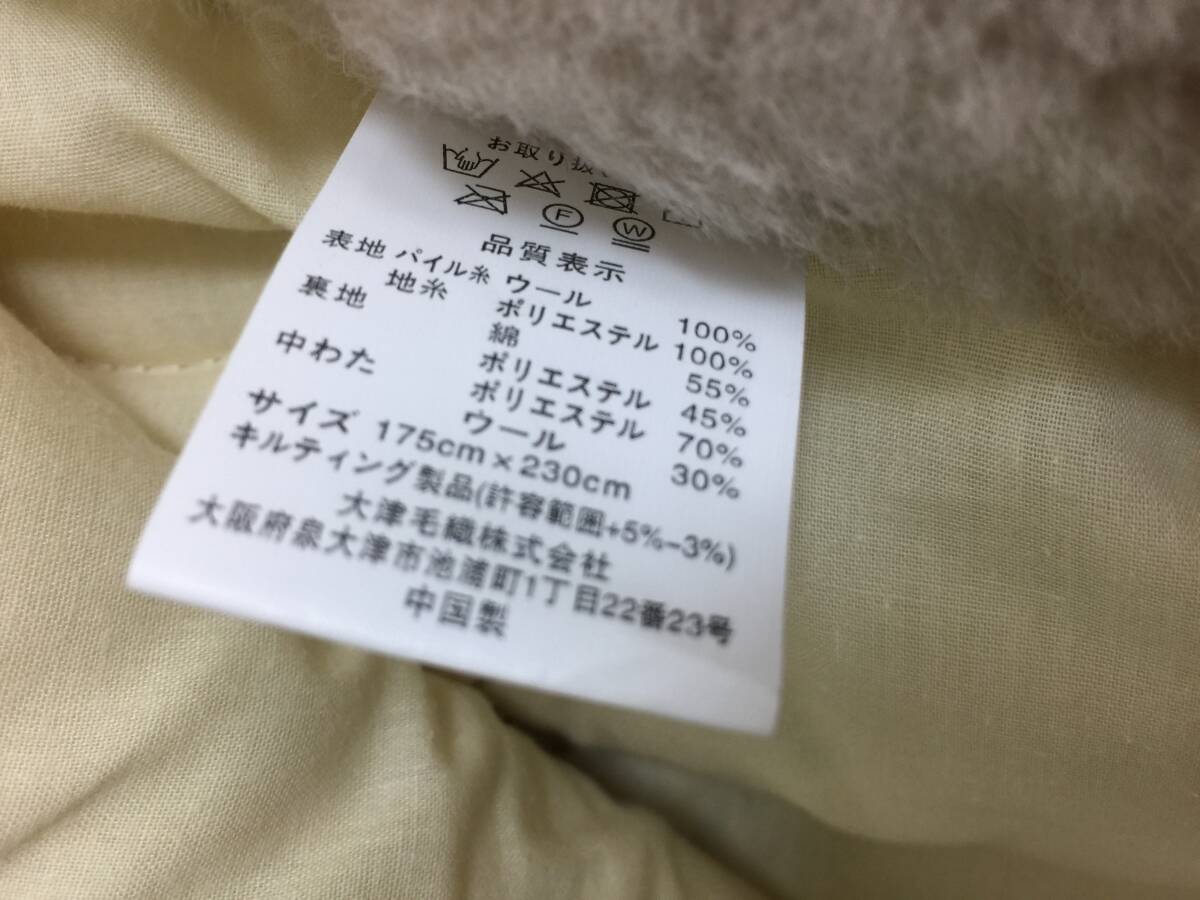 お取り扱
F W
品質表示
表地 パイル糸 ウール 100%
地糸 ポリエステル 100%
裏地 綿 55%
ポリエステル 45%
中わた ポリエステル 70%
ウール 30%
サイズ 175cm×230cm
キルティング製品(許容範囲+5%-3%)
大津毛織株式会社
大阪府泉大津市池浦町1丁目22番23号
中国製